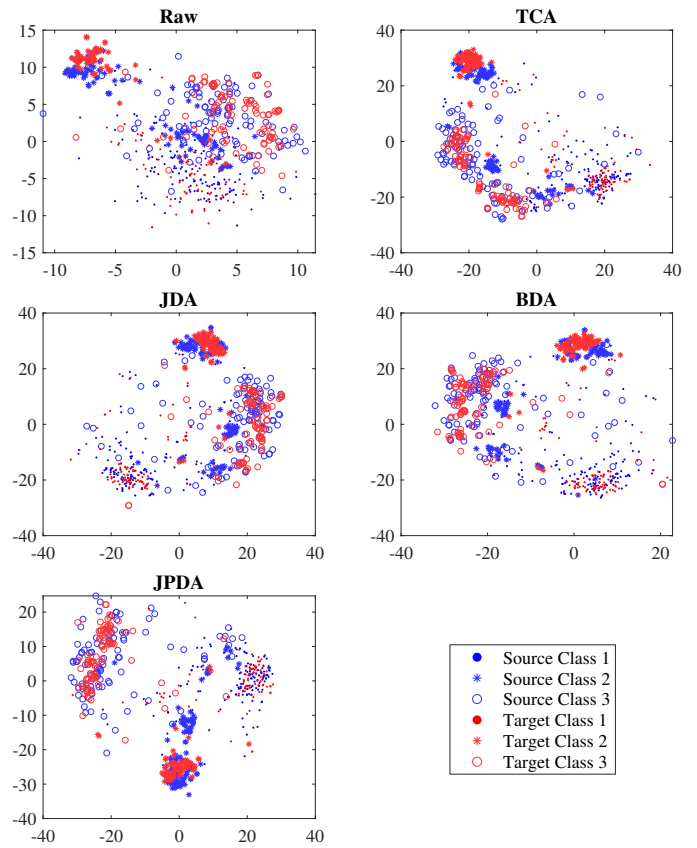 Raw
15
10
5
0
-5
-10
-15
-10 -5 0 5 10
TCA
40
20
0
-20
-40
-40 -20 0 20 40
JDA
40
20
0
-20
-40
-40 -20 0 20 40
BDA
40
20
0
-20
-40
-40 -20 0 20
JPDA
20
10
0
-10
-20
-30
-40
-40 -20 0 20 40
Source Class 1
Source Class 2
Source Class 3
Target Class 1
Target Class 2
Target Class 3